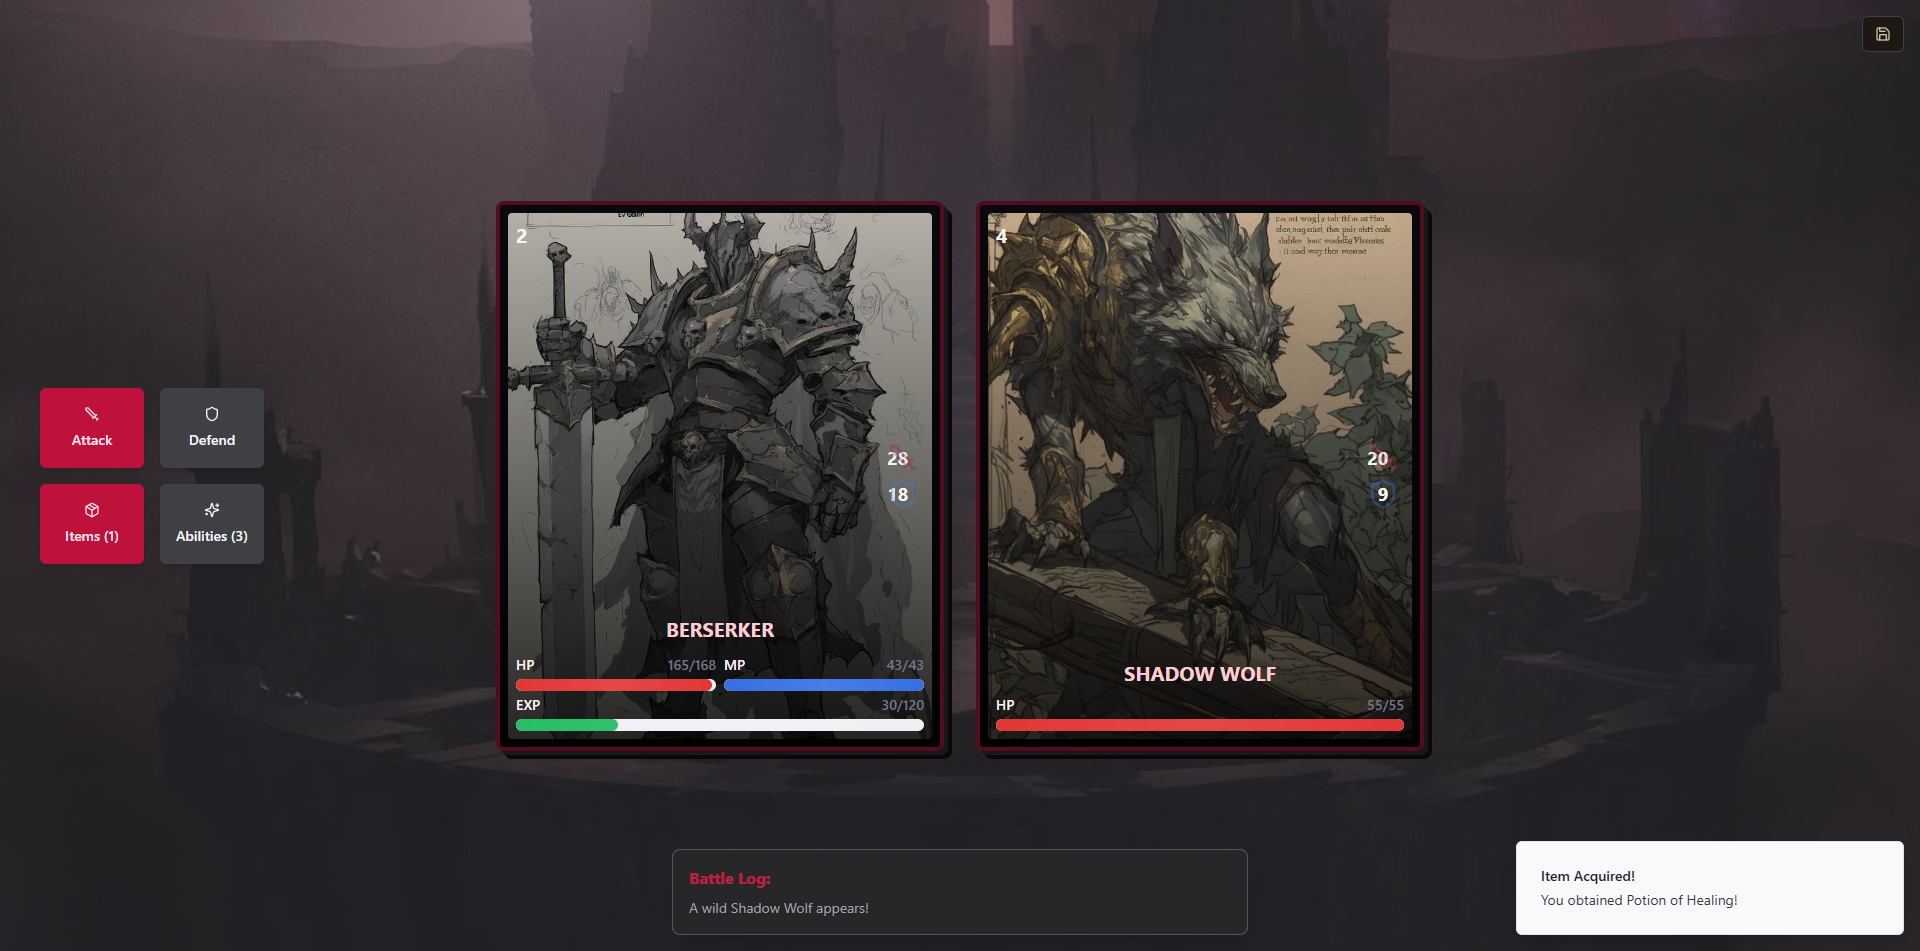 2
BERSERKER
28
18
HP 165/168 MP 43/43
EXP 30/120
4
20
9
SHADOW WOLF
HP 55/55
Attack
Defend
Items (1)
Abilities (3)
Battle Log:
A wild Shadow Wolf appears!
Item Acquired!
You obtained Potion of Healing!